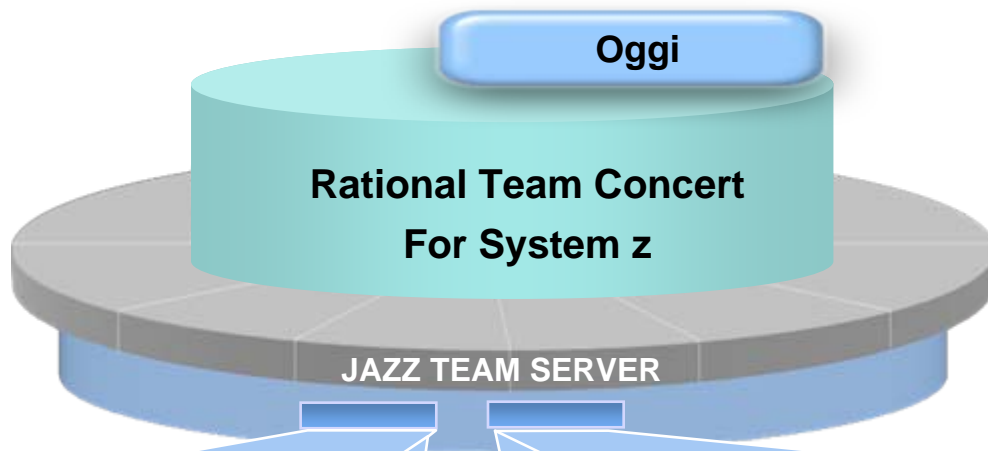 Oggi
Rational Team Concert
For System z
JAZZ TEAM SERVER